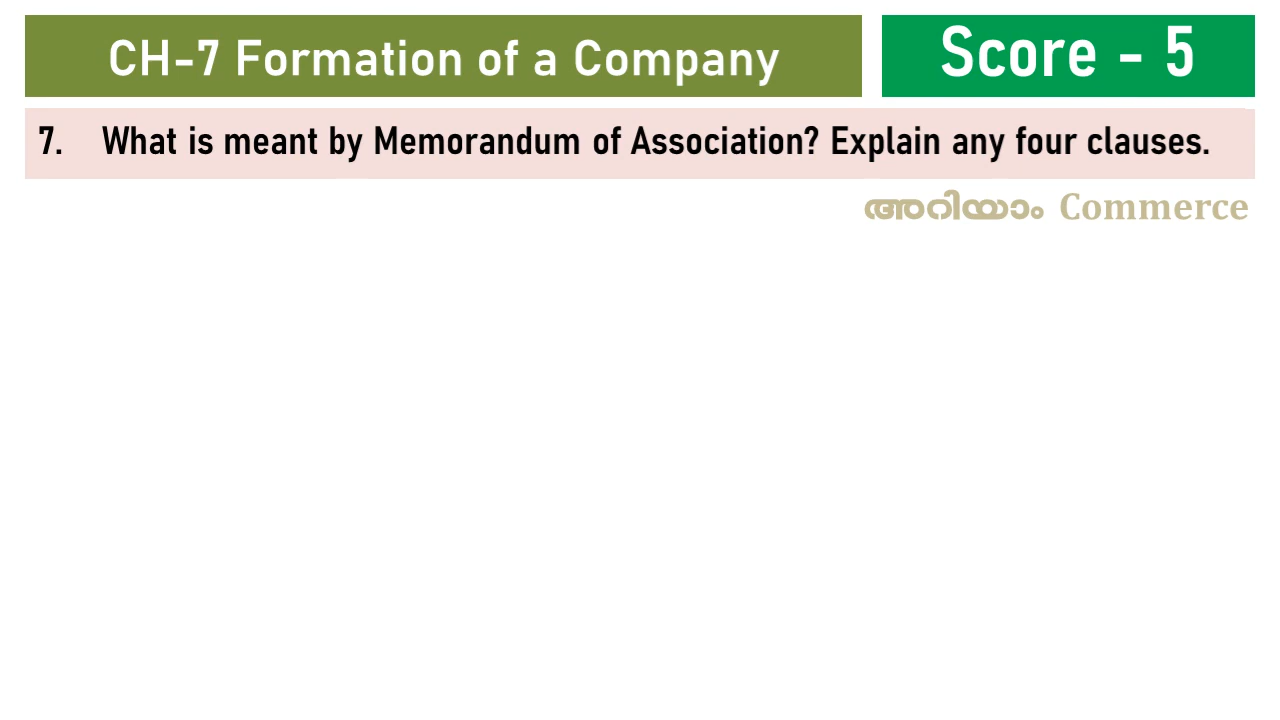 CH-7 Formation of a Company
Score - 5
7. What is meant by Memorandum of Association? Explain any four clauses.
അറിയാം Commerce